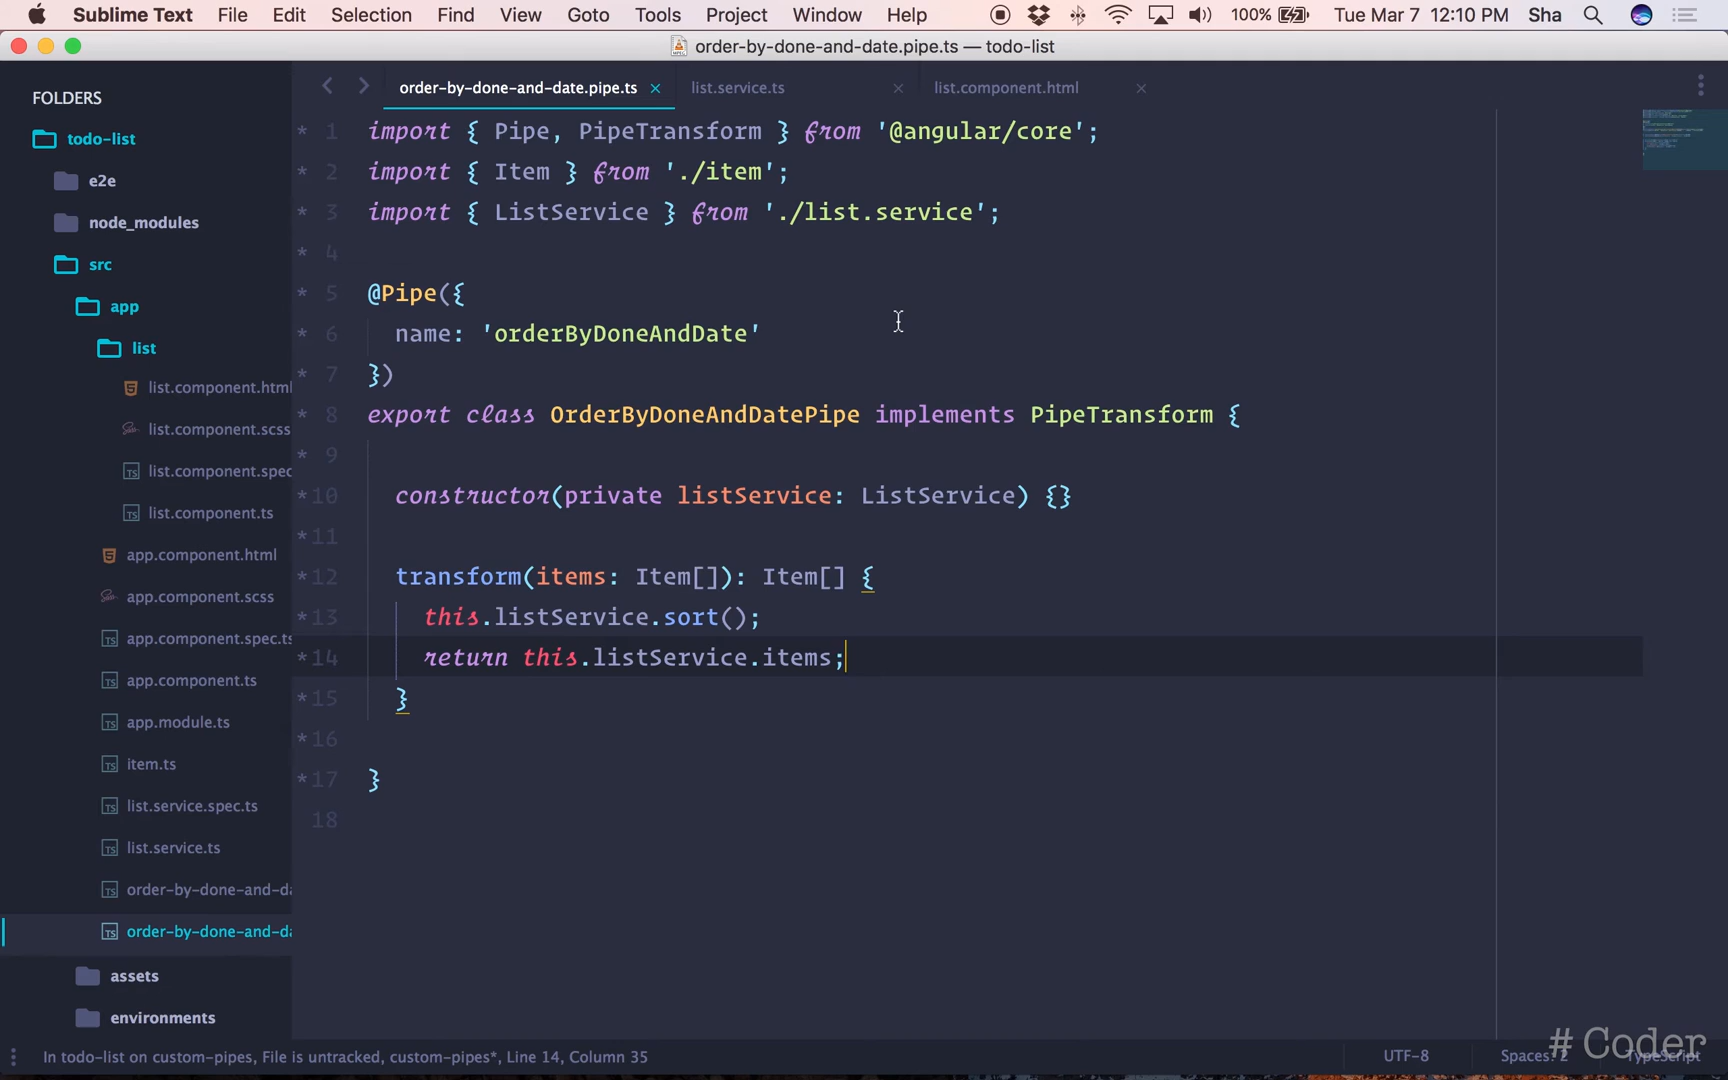 Sublime Text File Edit Selection Find View Goto Tools Project Window Help 100% Tue Mar 7 12:10 PM Sha
order-by-done-and-date.pipe.ts — todo-list
FOLDERS
todo-list
e2e
node_modules
src
app
list
list.component.html
list.component.scss
list.component.spec
list.component.ts
app.component.html
app.component.scss
app.component.spec.ts
app.component.ts
app.module.ts
item.ts
list.service.spec.ts
list.service.ts
order-by-done-and-da
order-by-done-and-da
assets
environments
order-by-done-and-date.pipe.ts × list.service.ts × list.component.html ×
* 1 import { Pipe, PipeTransform } from '@angular/core';
* 2 import { Item } from './item';
* 3 import { ListService } from './list.service';
* 4
* 5 @Pipe({
* 6 name: 'orderByDoneAndDate'
* 7 })
* 8 export class OrderByDoneAndDatePipe implements PipeTransform {
* 9
*10 constructor(private listService: ListService) {}
*11
*12 transform(items: Item[]): Item[] {
*13 this.listService.sort();
*14 return this.listService.items;
*15 }
*16
*17 }
18
In todo-list on custom-pipes, File is untracked, custom-pipes*, Line 14, Column 35 UTF-8 Spaces: 2 TypeScript
# Coder